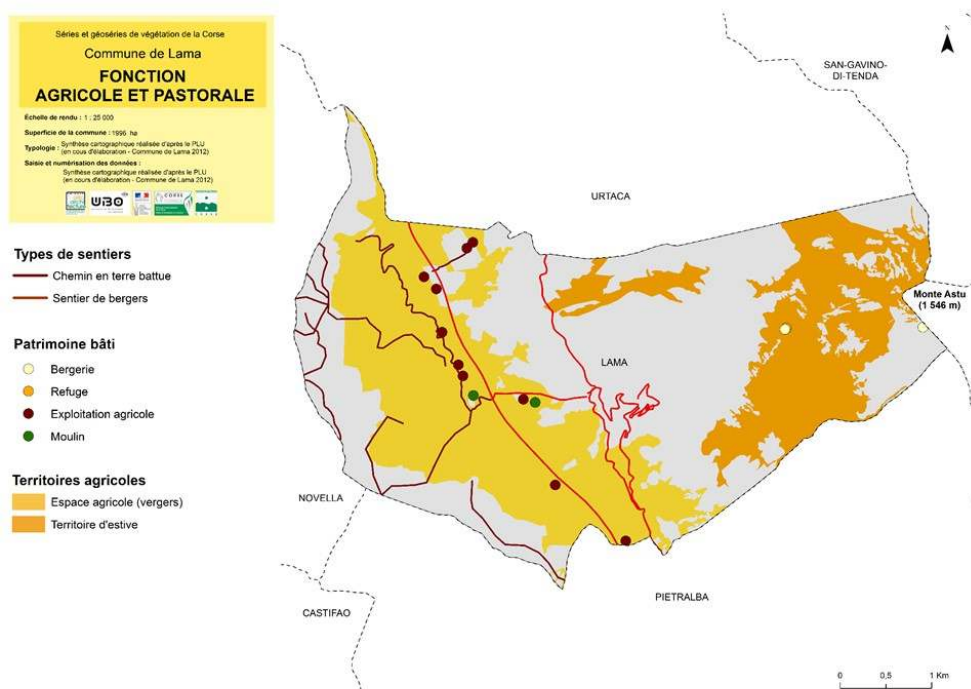 Séries et géoséries de végétation de la Corse
Commune de Lama
FONCTION
AGRICOLE ET PASTORALE
Échelle de rendu : 1 : 25 000
Superficie de la commune : 1996 ha
Typologie : Synthèse cartographique réalisée d'après le PLU
(en cours d'élaboration - Commune de Lama 2012)
Saisie et numérisation des données :
Synthèse cartographique réalisée d'après le PLU
(en cours d'élaboration - Commune de Lama 2012)
UBO
CORSE
Types de sentiers
Chemin en terre battue
Sentier de bergers
Patrimoine bâti
Bergerie
Refuge
Exploitation agricole
Moulin
Territoires agricoles
Espace agricole (vergers)
Territoire d'estive
N
SAN-GAVINO-
DI-TENDA
URTACA
Monte Astu
(1 546 m)
LAMA
NOVELLA
PIETRALBA
CASTIFAO
0 0,5 1 Km